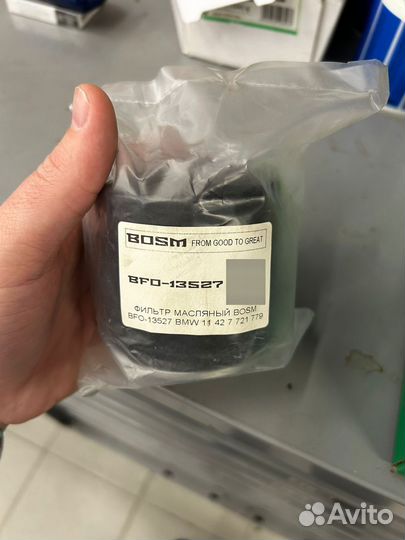 BOSM FROM GOOD TO GREAT
BFO-13527
ФИЛЬТР МАСЛЯНЫЙ BOSM
BFO-13527 BMW 11 42 7 721 779
Avito